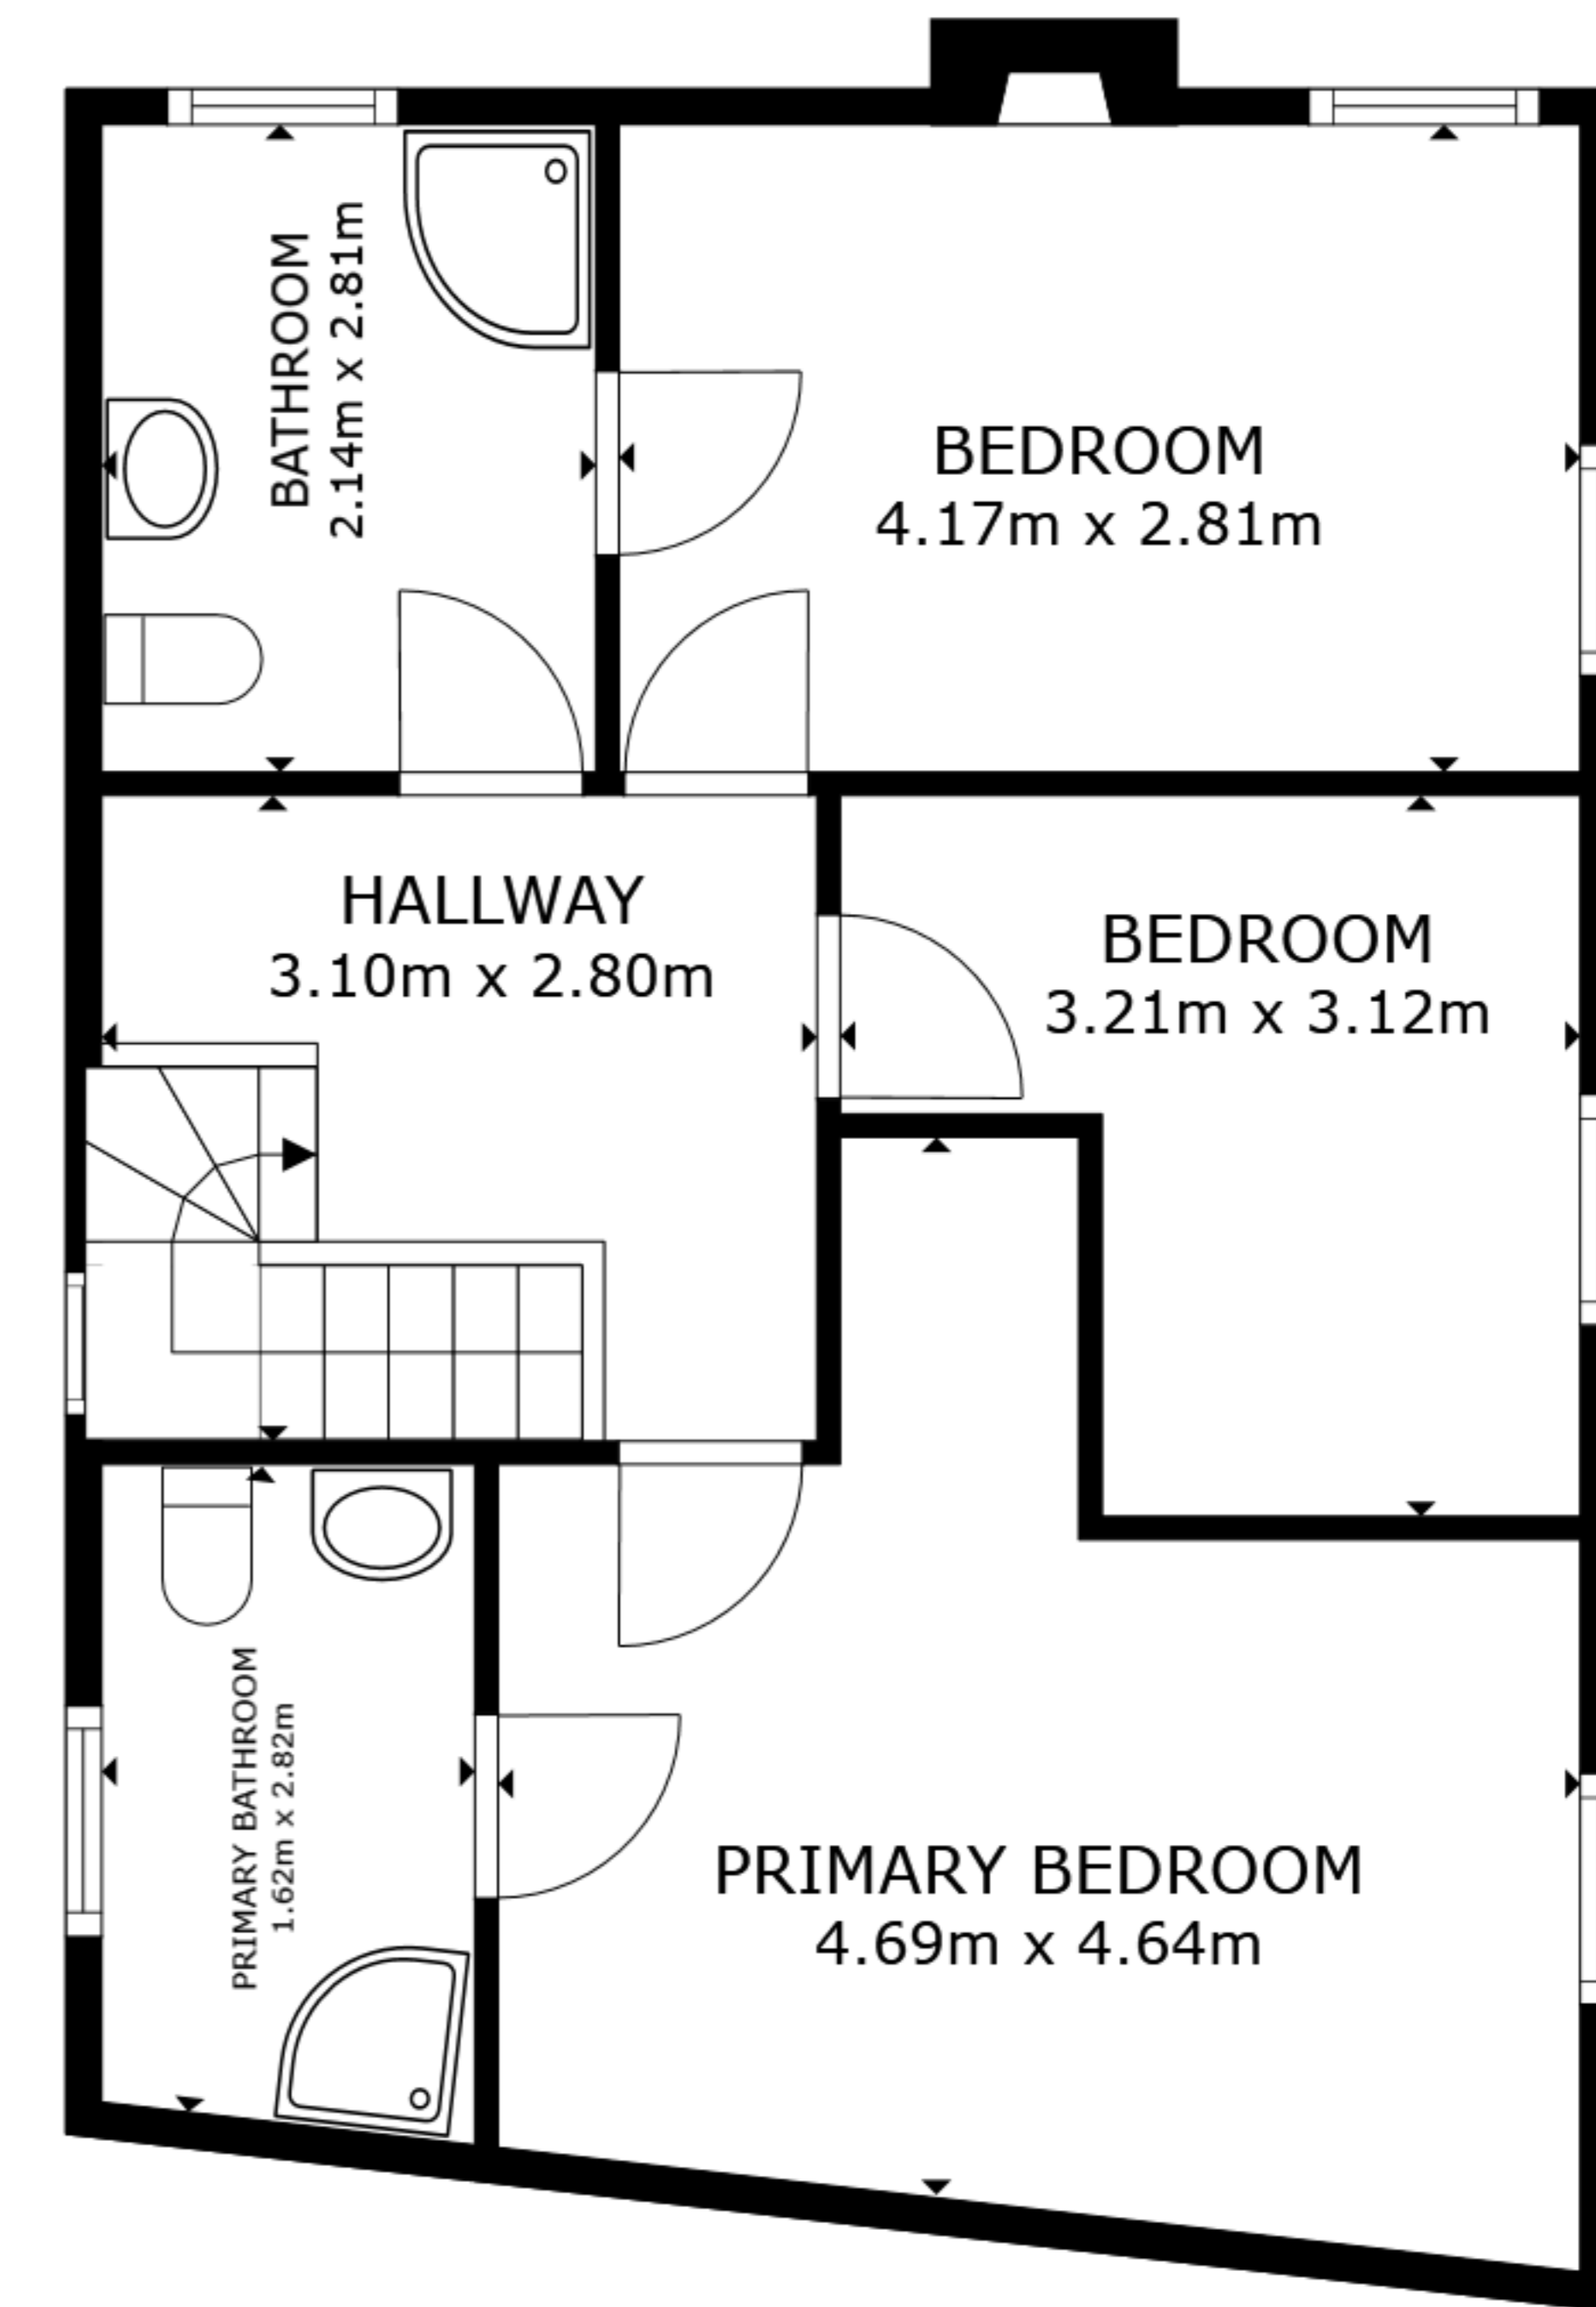 BATHROOM
2.14m x 2.81m
BEDROOM
4.17m x 2.81m
HALLWAY
3.10m x 2.80m
BEDROOM
3.21m x 3.12m
PRIMARY BATHROOM
1.62m x 2.82m
PRIMARY BEDROOM
4.69m x 4.64m